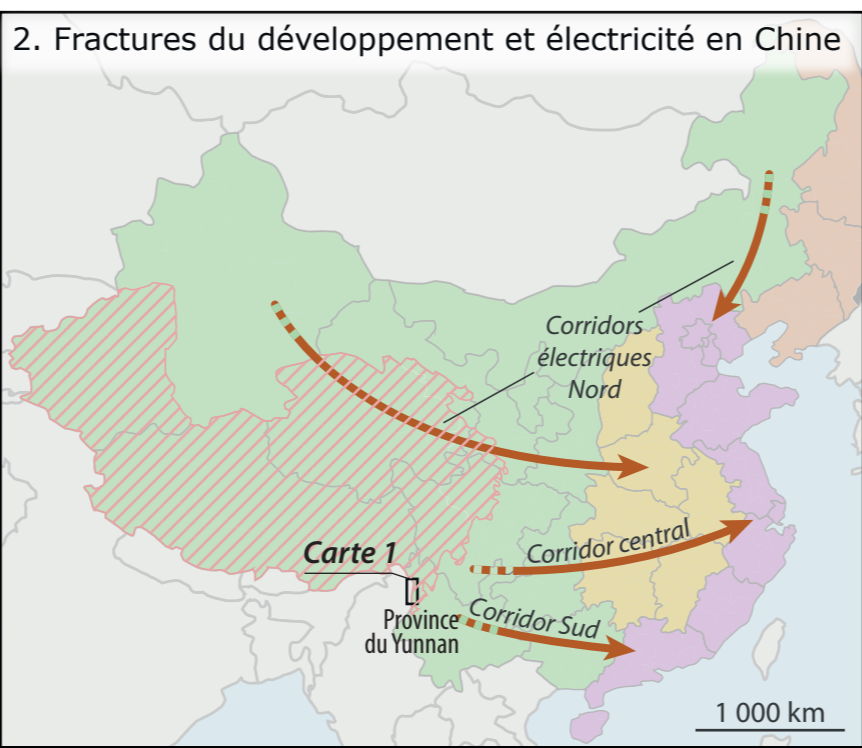 2. Fractures du développement et électricité en Chine
Corridors
électriques
Nord
Carte 1
Corridor central
Province
du Yunnan
Corridor Sud
1 000 km